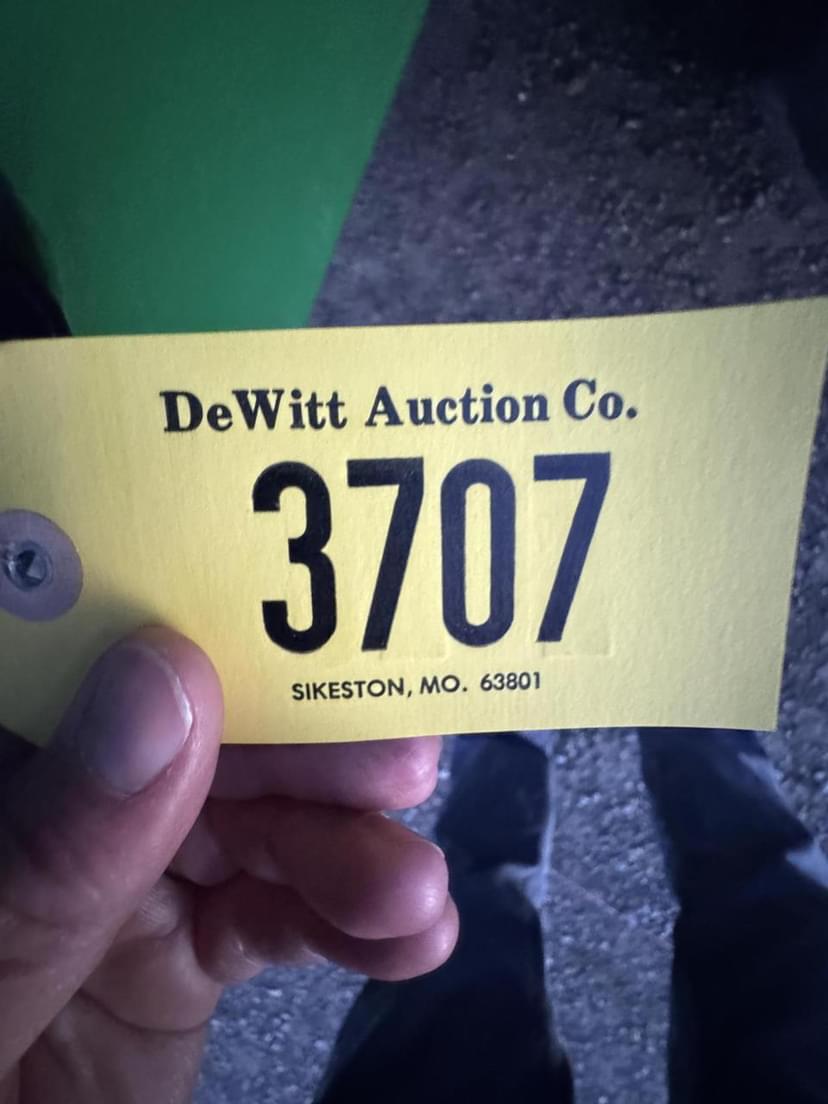 DeWitt Auction Co.
3707
SIKESTON, MO. 63801